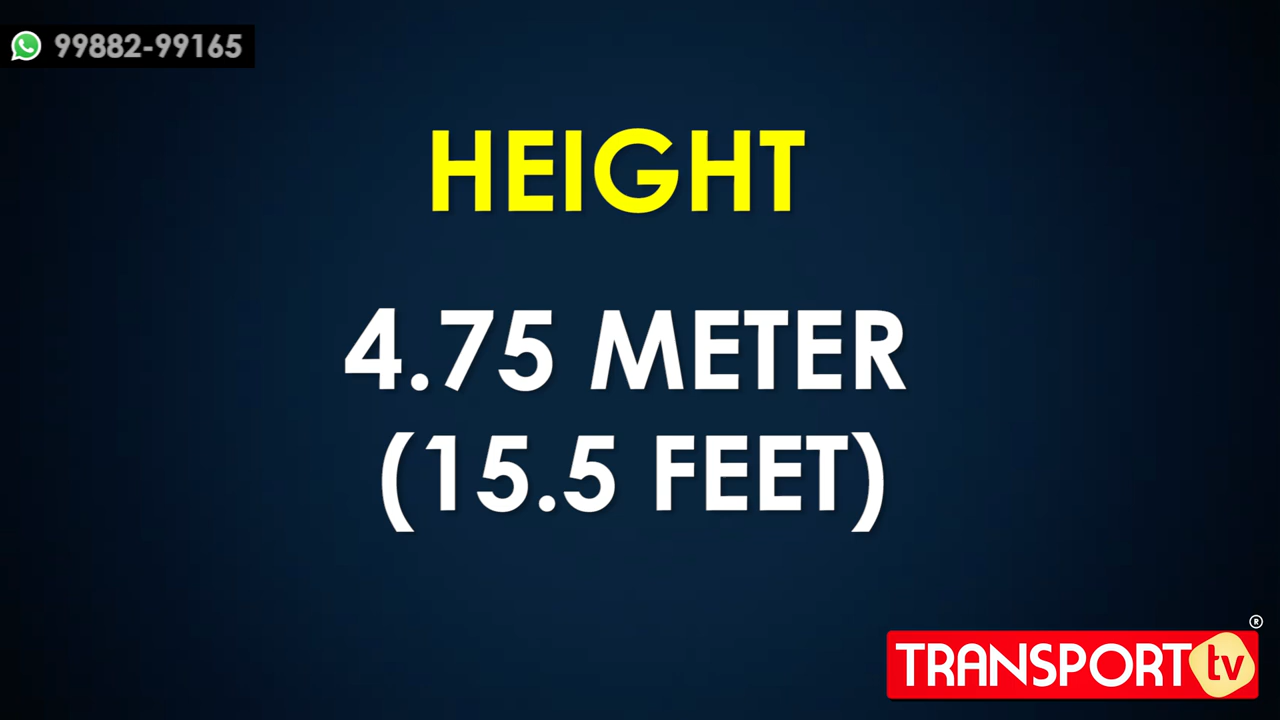 99882-99165
HEIGHT
4.75 METER
(15.5 FEET)
®
TRANSPORT tv